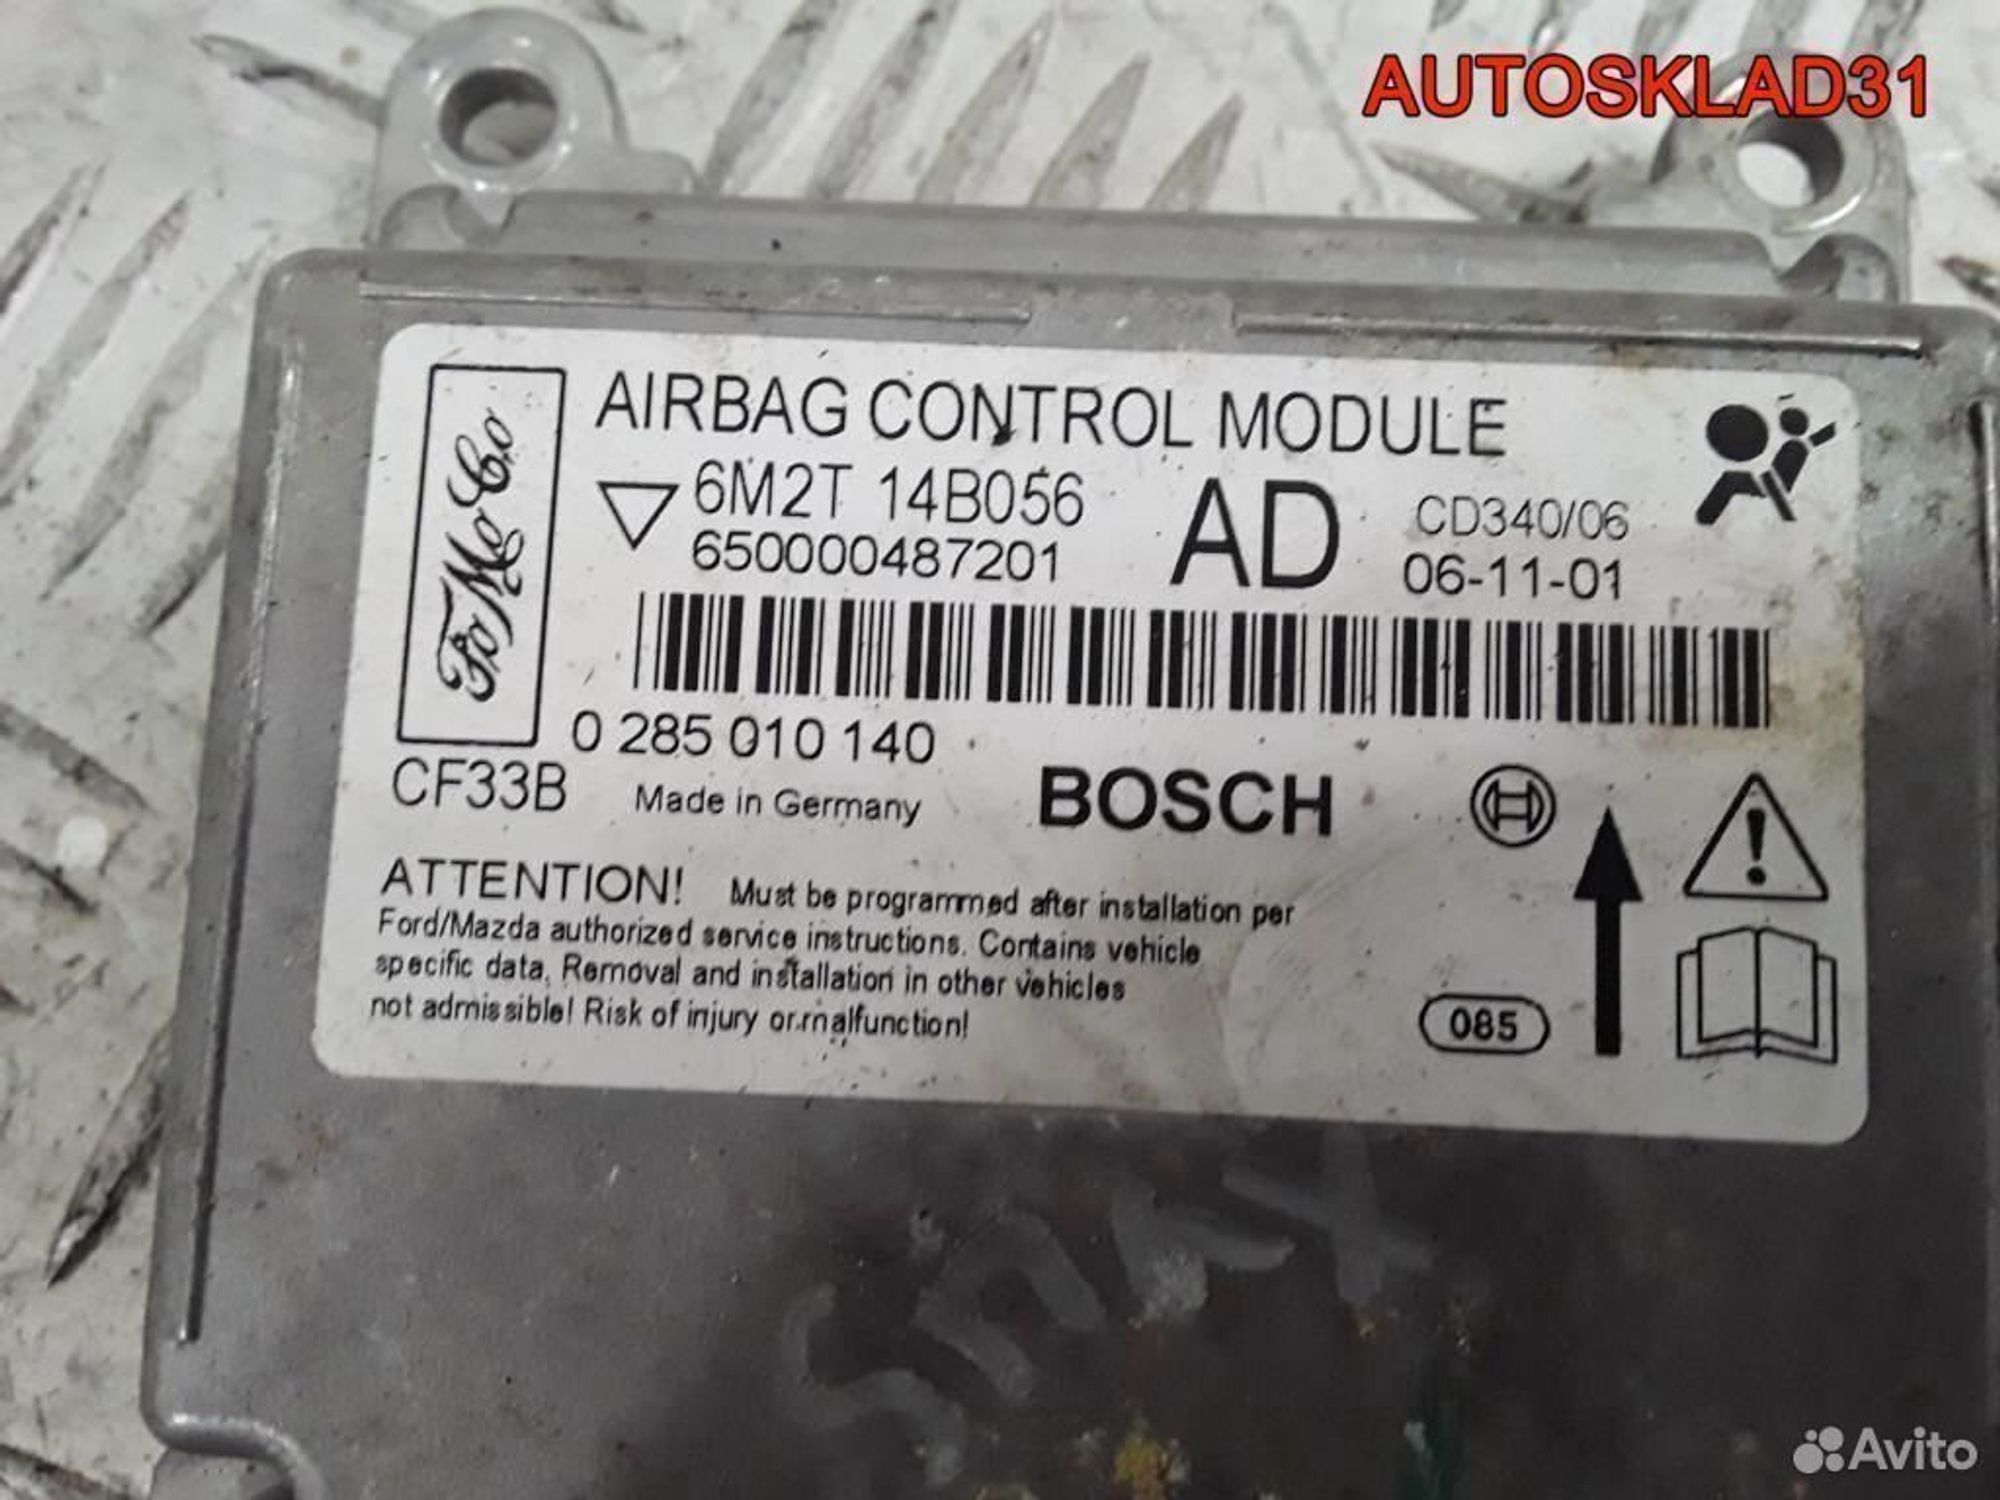 AUTOSKLAD31
FoMoCo
AIRBAG CONTROL MODULE
6M2T 14B056 AD CD340/06
650000487201 06-11-01
0 285 010 140
CF33B Made in Germany BOSCH
ATTENTION! Must be programmed after installation per
Ford/Mazda authorized service instructions. Contains vehicle
specific data. Removal and installation in other vehicles
not admissible! Risk of injury or malfunction!
085
Avito